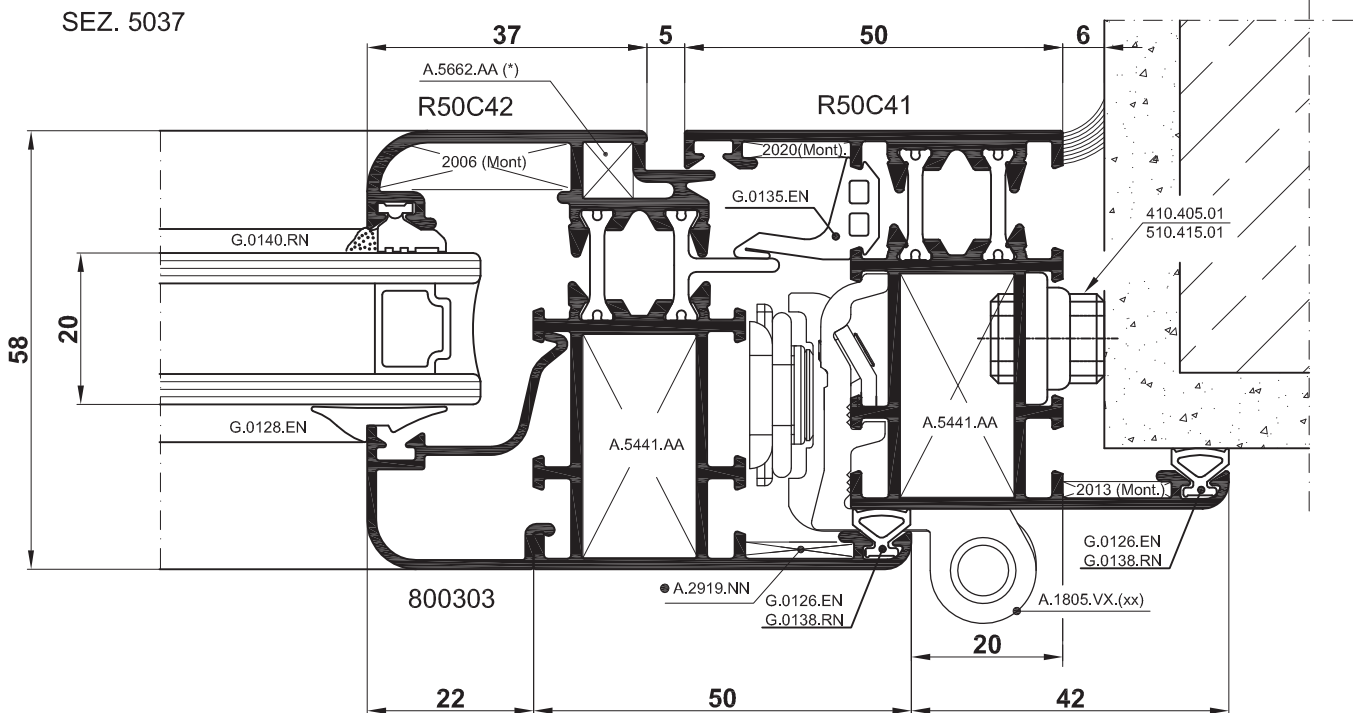 SEZ. 5037
37
5
50
6
A.5662.AA (*)
R50C42
R50C41
2006 (Mont)
2020(Mont).
G.0135.EN
410.405.01
510.415.01
G.0140.RN
58
20
G.0128.EN
A.5441.AA
A.5441.AA
2013 (Mont.)
G.0126.EN
G.0138.RN
A.2919.NN
800303
G.0126.EN
G.0138.RN
A.1805.VX.(xx)
20
22
50
42